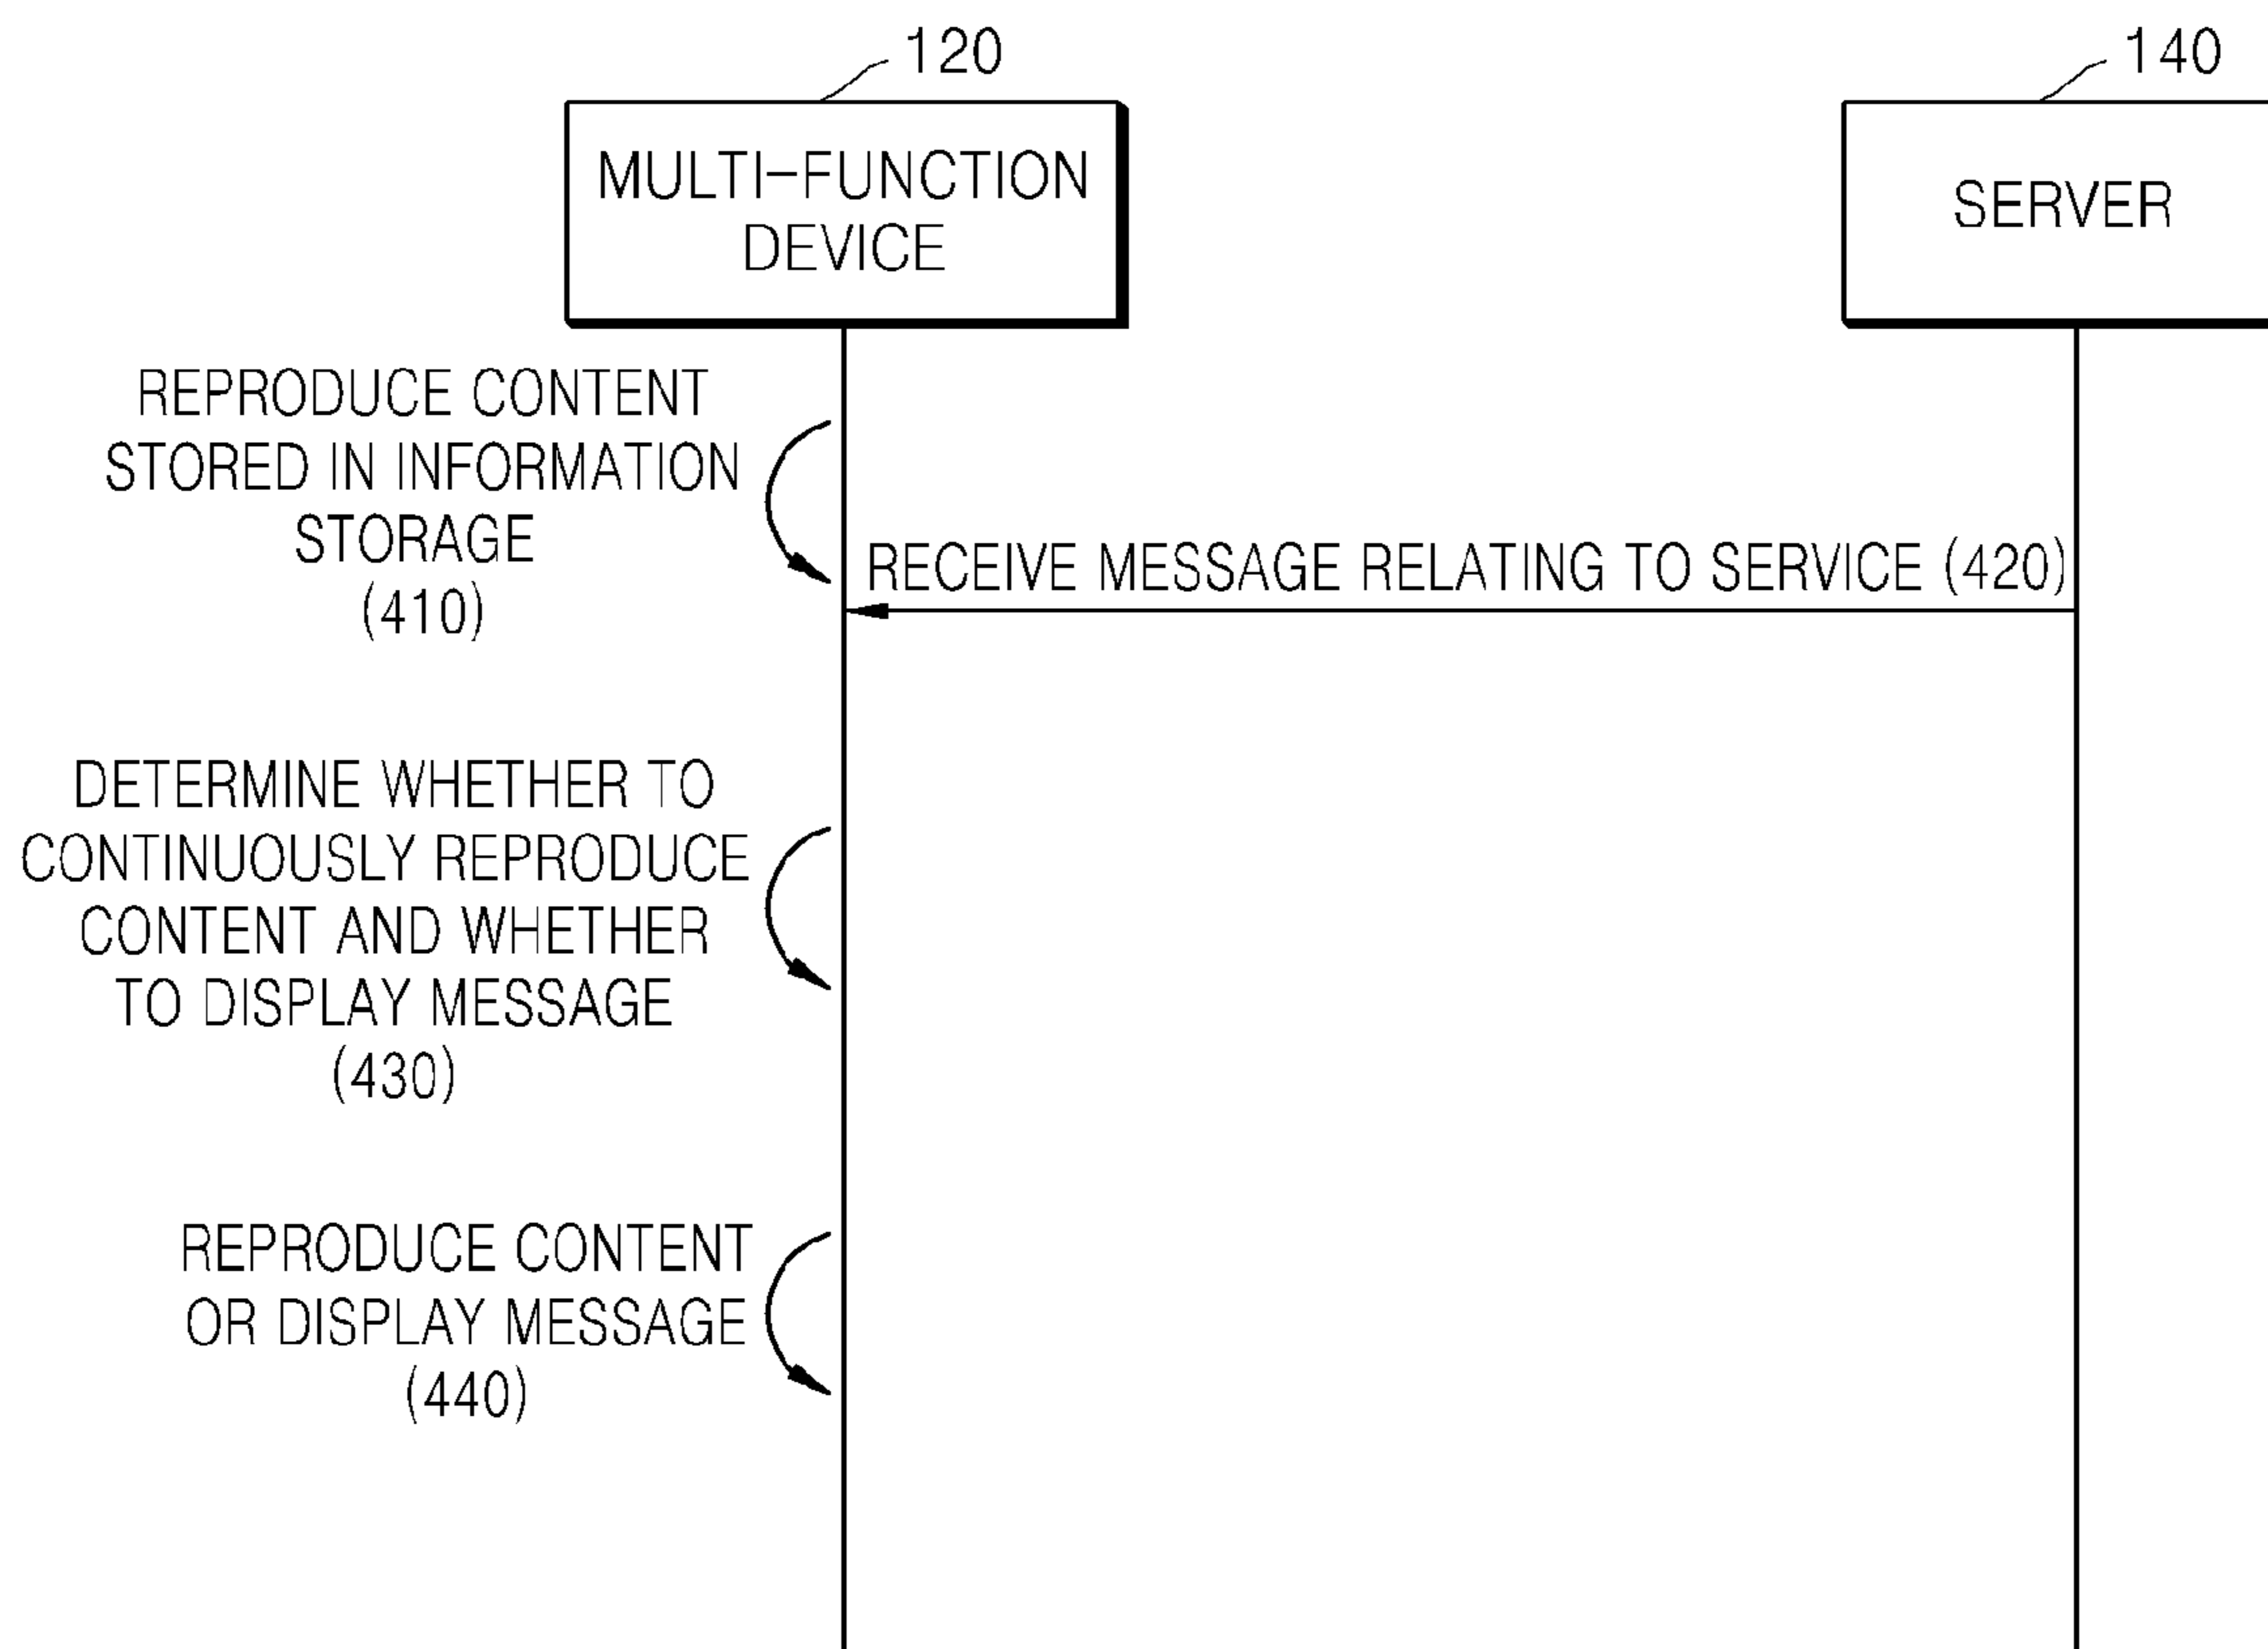 120
140
MULTI-FUNCTION
DEVICE
SERVER
REPRODUCE CONTENT
STORED IN INFORMATION
STORAGE
(410)
RECEIVE MESSAGE RELATING TO SERVICE (420)
DETERMINE WHETHER TO
CONTINUOUSLY REPRODUCE
CONTENT AND WHETHER
TO DISPLAY MESSAGE
(430)
REPRODUCE CONTENT
OR DISPLAY MESSAGE
(440)